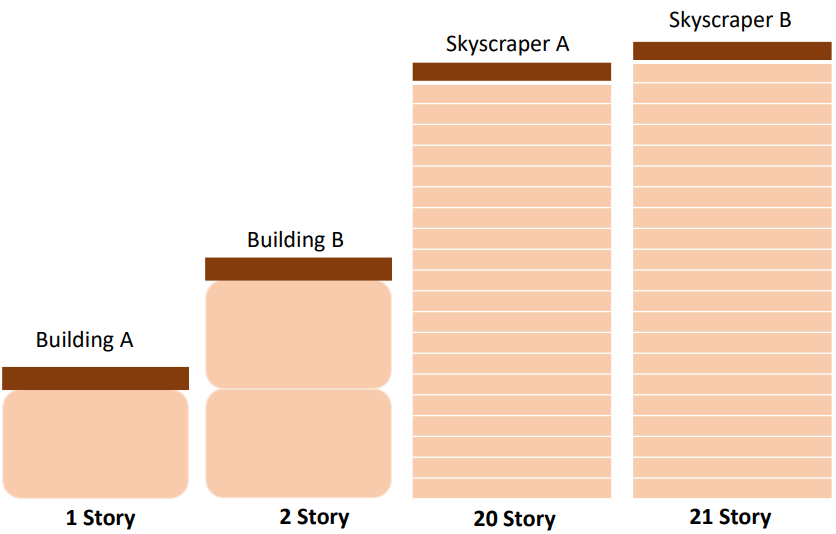 Building A
Building B
Skyscraper A
Skyscraper B
1 Story
2 Story
20 Story
21 Story